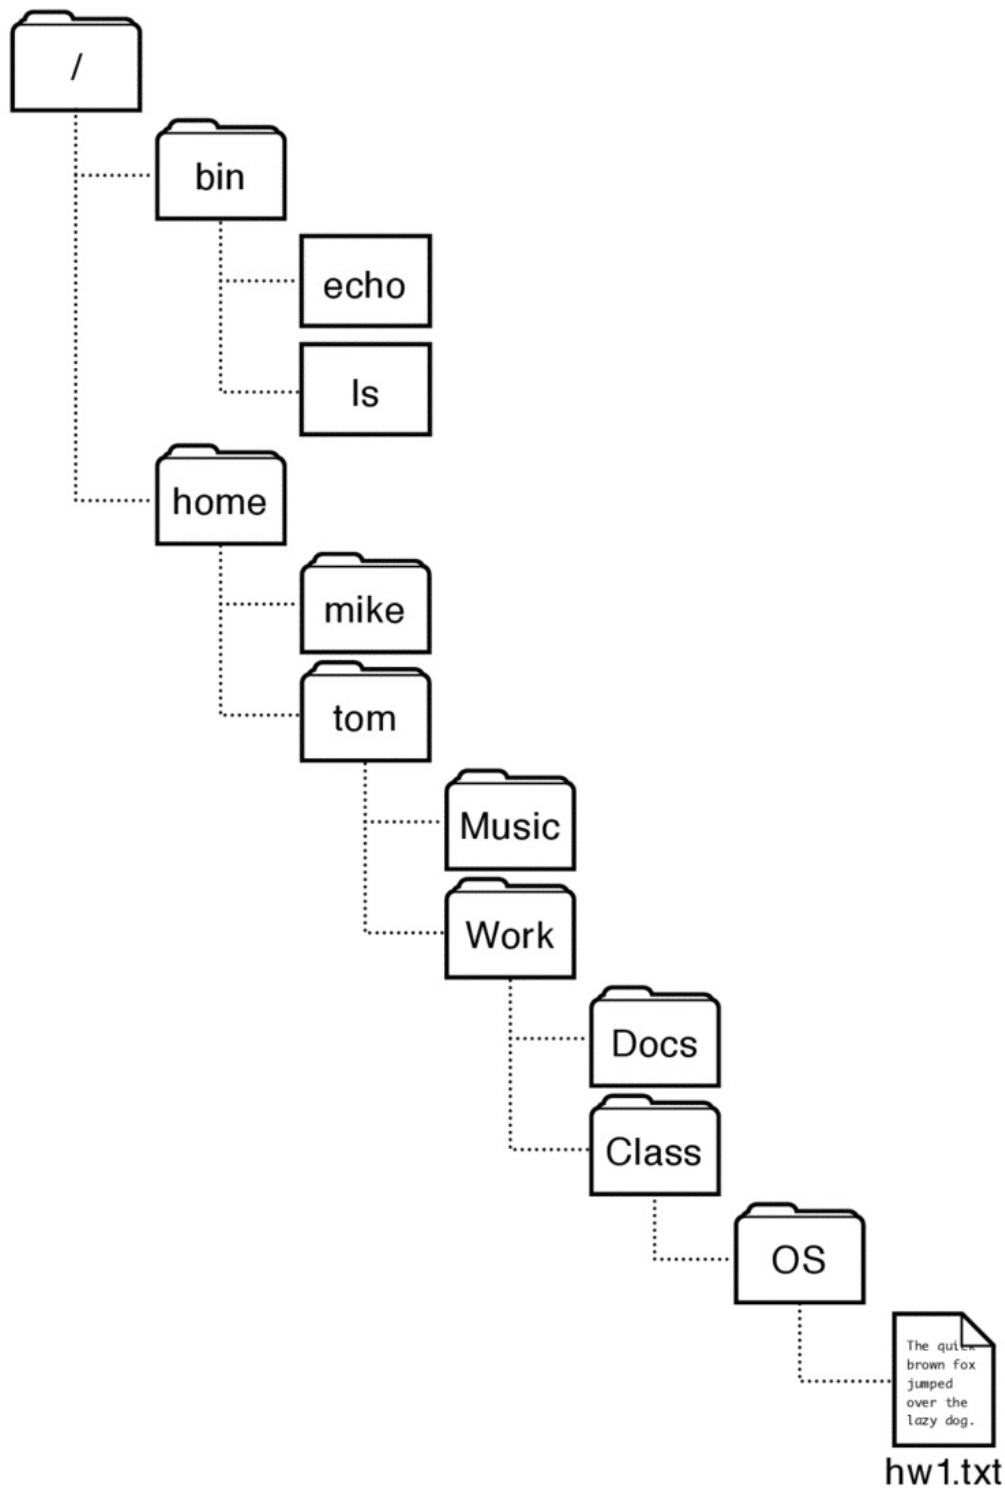 /
bin
echo
ls
home
mike
tom
Music
Work
Docs
Class
OS
The quick
brown fox
jumped
over the
lazy dog.
hw1.txt